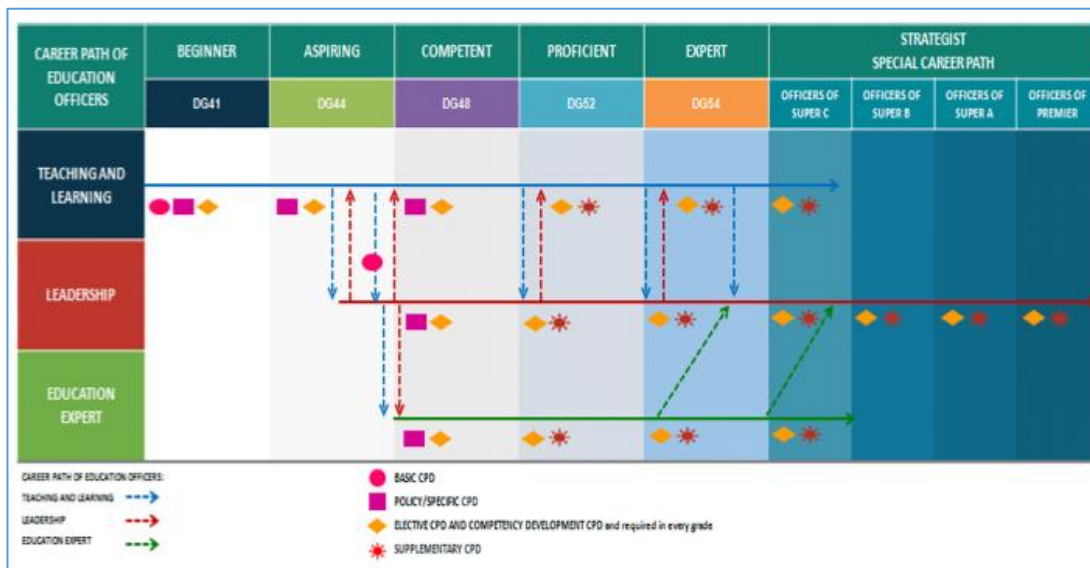 CAREER PATH OF
EDUCATION
OFFICERS
BEGINNER
ASPIRING
COMPETENT
PROFICIENT
EXPERT
STRATEGIST
SPECIAL CAREER PATH
DG41
DG44
DG48
DG52
DG54
OFFICERS OF
SUPER C
OFFICERS OF
SUPER B
OFFICERS OF
SUPER A
OFFICERS OF
PREMIER
TEACHING AND
LEARNING
LEADERSHIP
EDUCATION
EXPERT
CAREER PATH OF EDUCATION OFFICERS:
TEACHING AND LEARNING
LEADERSHIP
EDUCATION EXPERT
BASIC CPD
POLICY/SPECIFIC CPD
ELECTIVE CPD AND COMPETENCY DEVELOPMENT CPD and required in every grade
SUPPLEMENTARY CPD